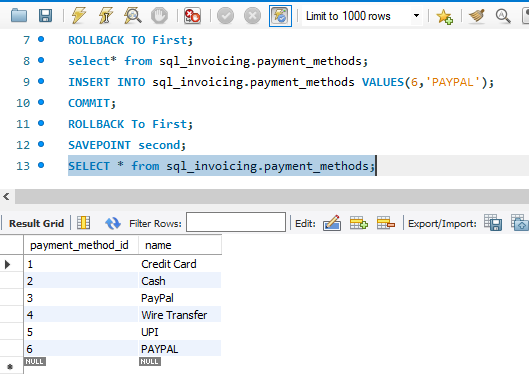 Limit to 1000 rows
7 ROLLBACK TO First;
8 select* from sql_invoicing.payment_methods;
9 INSERT INTO sql_invoicing.payment_methods VALUES(6,'PAYPAL');
10 COMMIT;
11 ROLLBACK TO First;
12 SAVEPOINT second;
13 SELECT * from sql_invoicing.payment_methods;
Result Grid Filter Rows: Edit: Export/Import:
payment_method_id name
1 Credit Card
2 Cash
3 PayPal
4 Wire Transfer
5 UPI
6 PAYPAL
NULL NULL